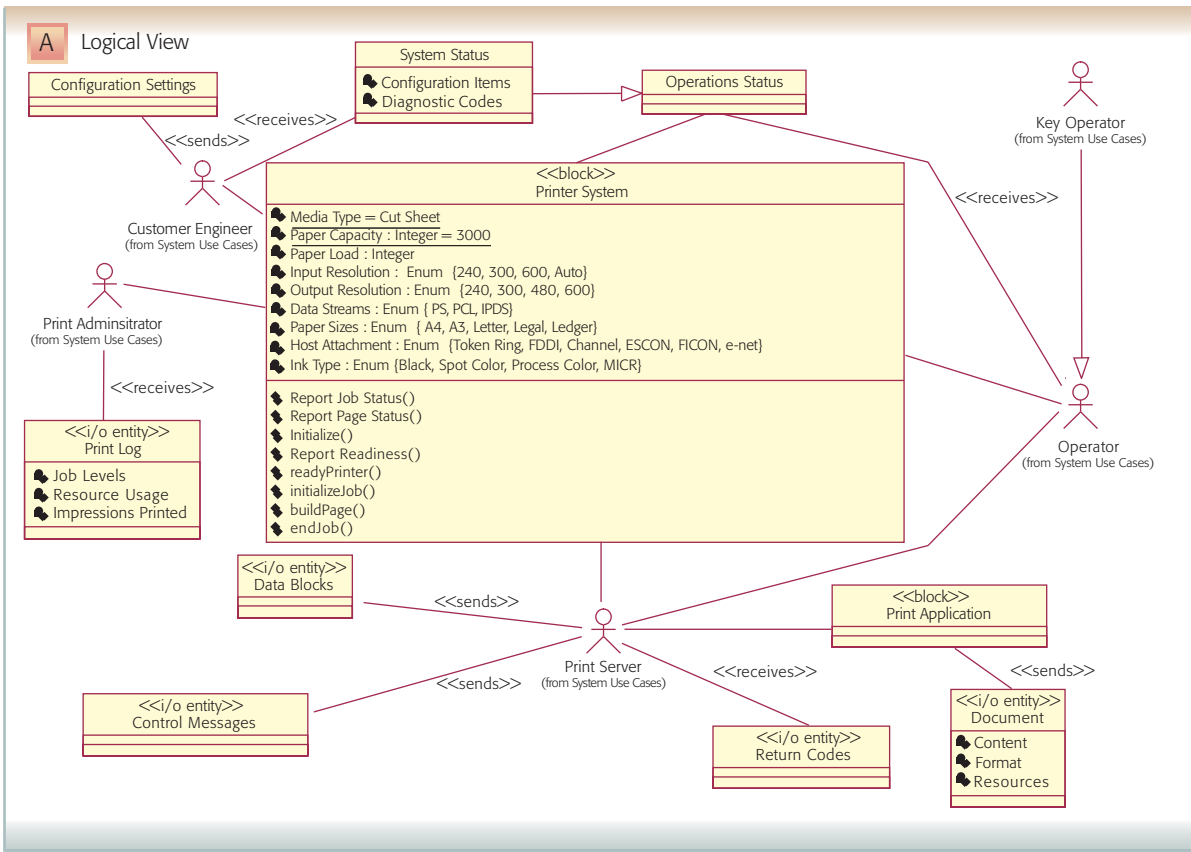 A Logical View
Configuration Settings
System Status
Configuration Items
Diagnostic Codes
Operations Status
Key Operator
(from System Use Cases)
<<receives>>
<<sends>>
Customer Engineer
(from System Use Cases)
<<block>>
Printer System
Media Type = Cut Sheet
Paper Capacity : Integer = 3000
Paper Load : Integer
Input Resolution : Enum {240, 300, 600, Auto}
Output Resolution : Enum {240, 300, 480, 600}
Data Streams : Enum { PS, PCL, IPDS}
Paper Sizes : Enum { A4, A3, Letter, Legal, Ledger}
Host Attachment : Enum {Token Ring, FDDI, Channel, ESCON, FICON, e-net}
Ink Type : Enum {Black, Spot Color, Process Color, MICR}
Report Job Status()
Report Page Status()
Initialize()
Report Readiness()
readyPrinter()
initializeJob()
buildPage()
endJob()
<<receives>>
Print Adminsitrator
(from System Use Cases)
<<receives>>
<<i/o entity>>
Print Log
Job Levels
Resource Usage
Impressions Printed
Operator
(from System Use Cases)
<<i/o entity>>
Data Blocks
<<sends>>
<<block>>
Print Application
Print Server
(from System Use Cases)
<<sends>>
<<receives>>
<<sends>>
<<i/o entity>>
Control Messages
<<i/o entity>>
Return Codes
<<i/o entity>>
Document
Content
Format
Resources